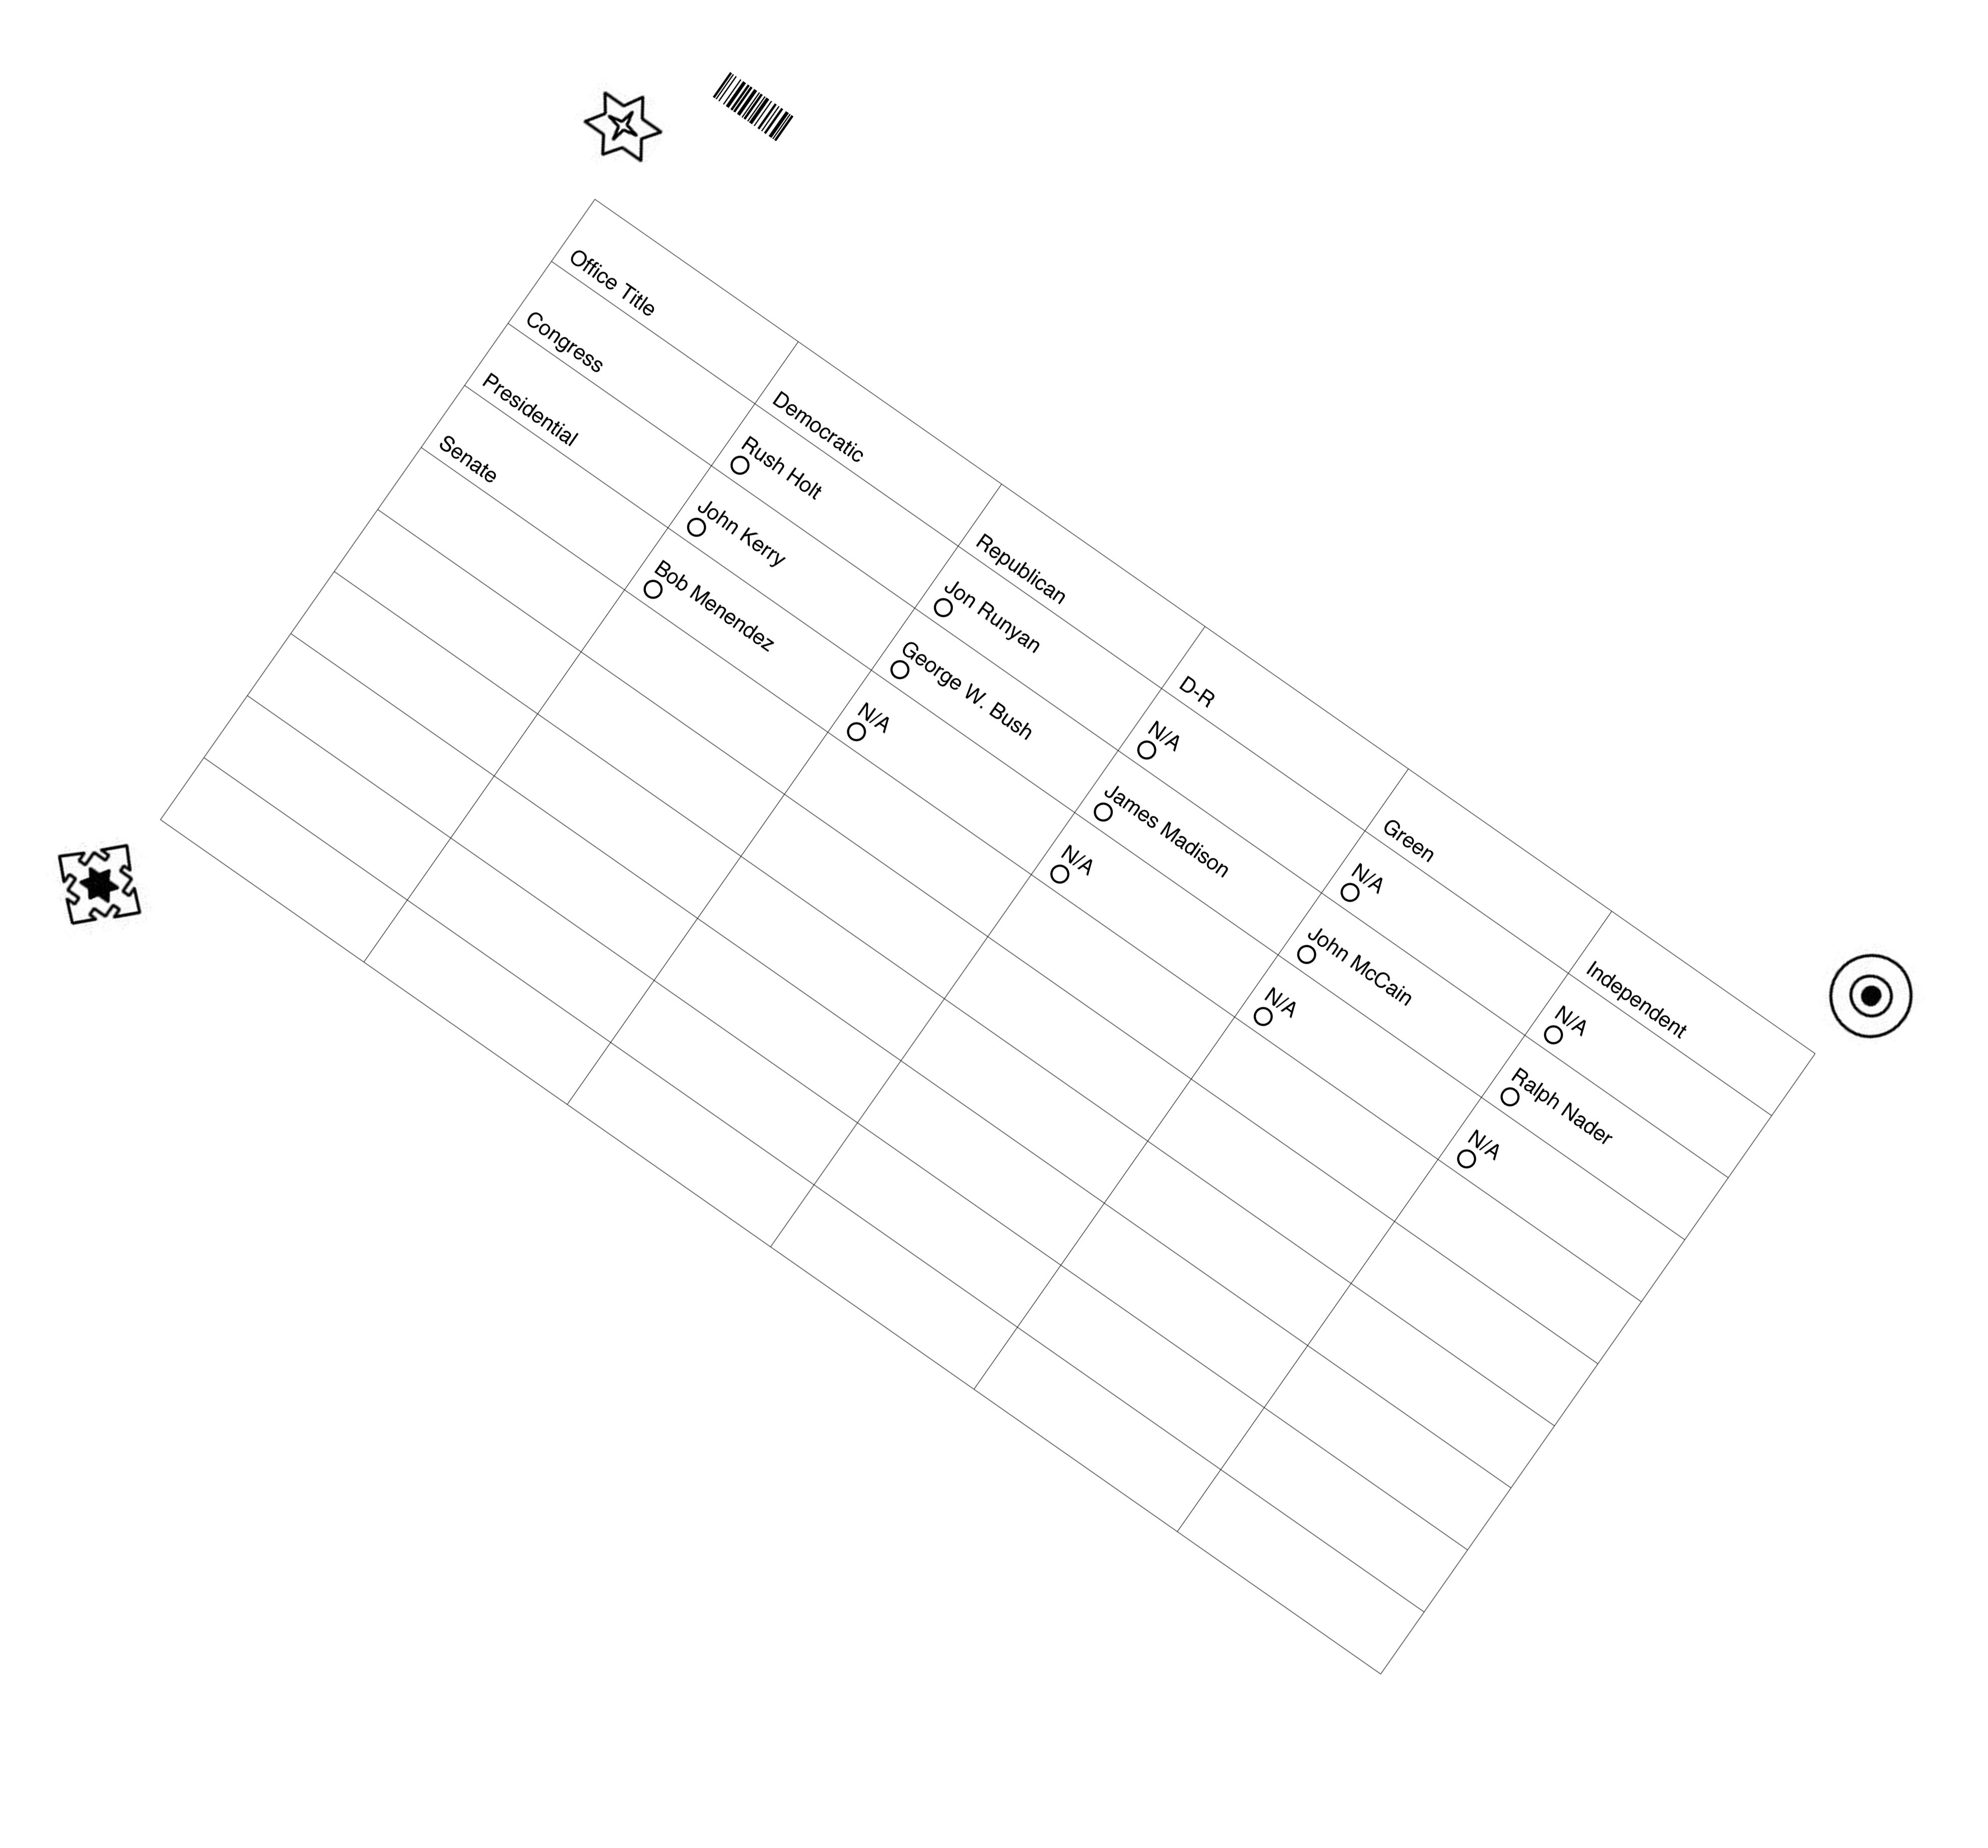 Office Title Democratic Republican D-R Green Independent
Congress Rush Holt Jon Runyan N/A N/A N/A
Presidential John Kerry George W. Bush James Madison John McCain Ralph Nader
Senate Bob Menendez N/A N/A N/A N/A